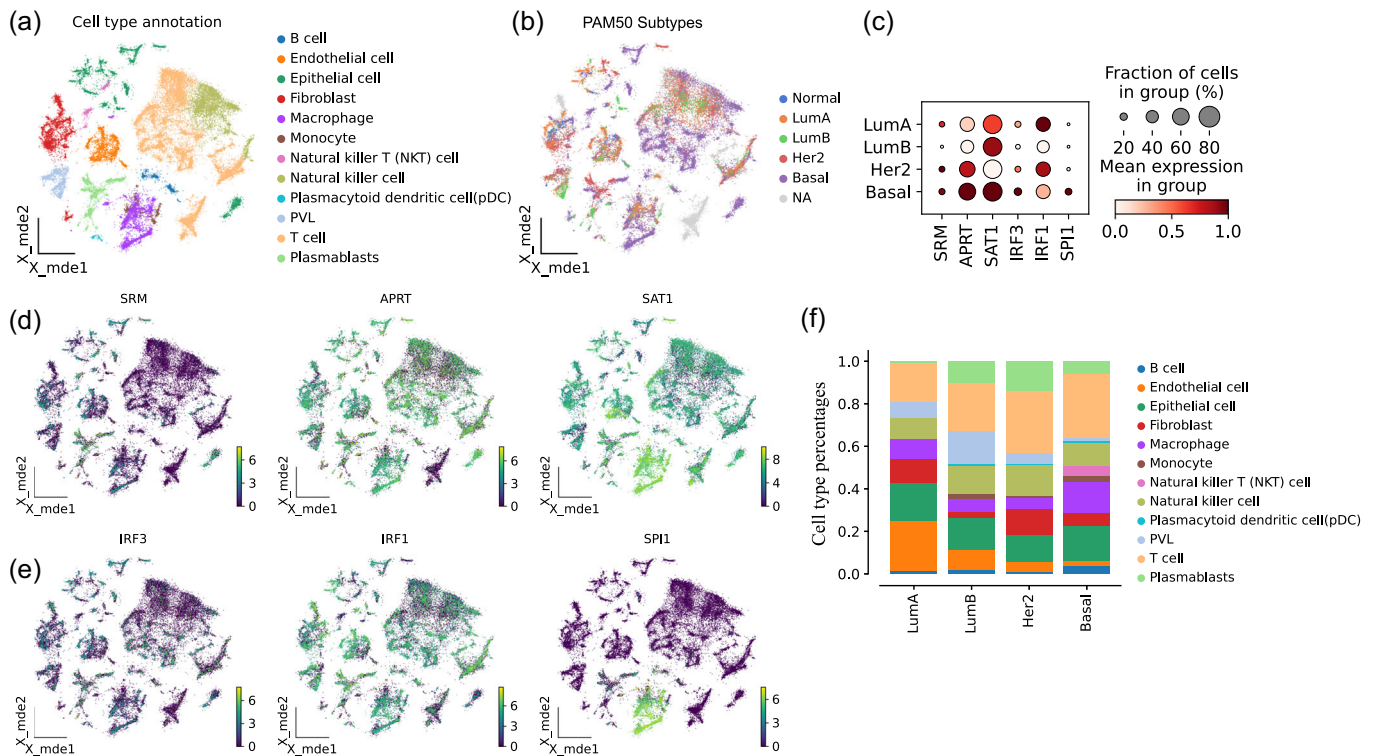 (a)
Cell type annotation
B cell
Endothelial cell
Epithelial cell
Fibroblast
Macrophage
Monocyte
Natural killer T (NKT) cell
Natural killer cell
Plasmacytoid dendritic cell(pDC)
PVL
T cell
Plasmablasts
X_mde2
X_mde1
(b)
PAM50 Subtypes
Normal
LumA
LumB
Her2
Basal
NA
X_mde2
X_mde1
(c)
LumA
LumB
Her2
Basal
SRM
APRT
SAT1
IRF3
IRF1
SPI1
Fraction of cells
in group (%)
20 40 60 80
Mean expression
in group
0.0 0.5 1.0
(d)
SRM
6
3
0
X_mde2
X_mde1
APRT
6
3
0
SAT1
8
4
0
(e)
IRF3
6
3
0
X_mde2
X_mde1
IRF1
6
3
0
X_mde2
X_mde1
SPI1
6
3
0
X_mde2
X_mde1
(f)
Cell type percentages
1.0
0.8
0.6
0.4
0.2
0.0
LumA
LumB
Her2
Basal
B cell
Endothelial cell
Epithelial cell
Fibroblast
Macrophage
Monocyte
Natural killer T (NKT) cell
Natural killer cell
Plasmacytoid dendritic cell(pDC)
PVL
T cell
Plasmablasts